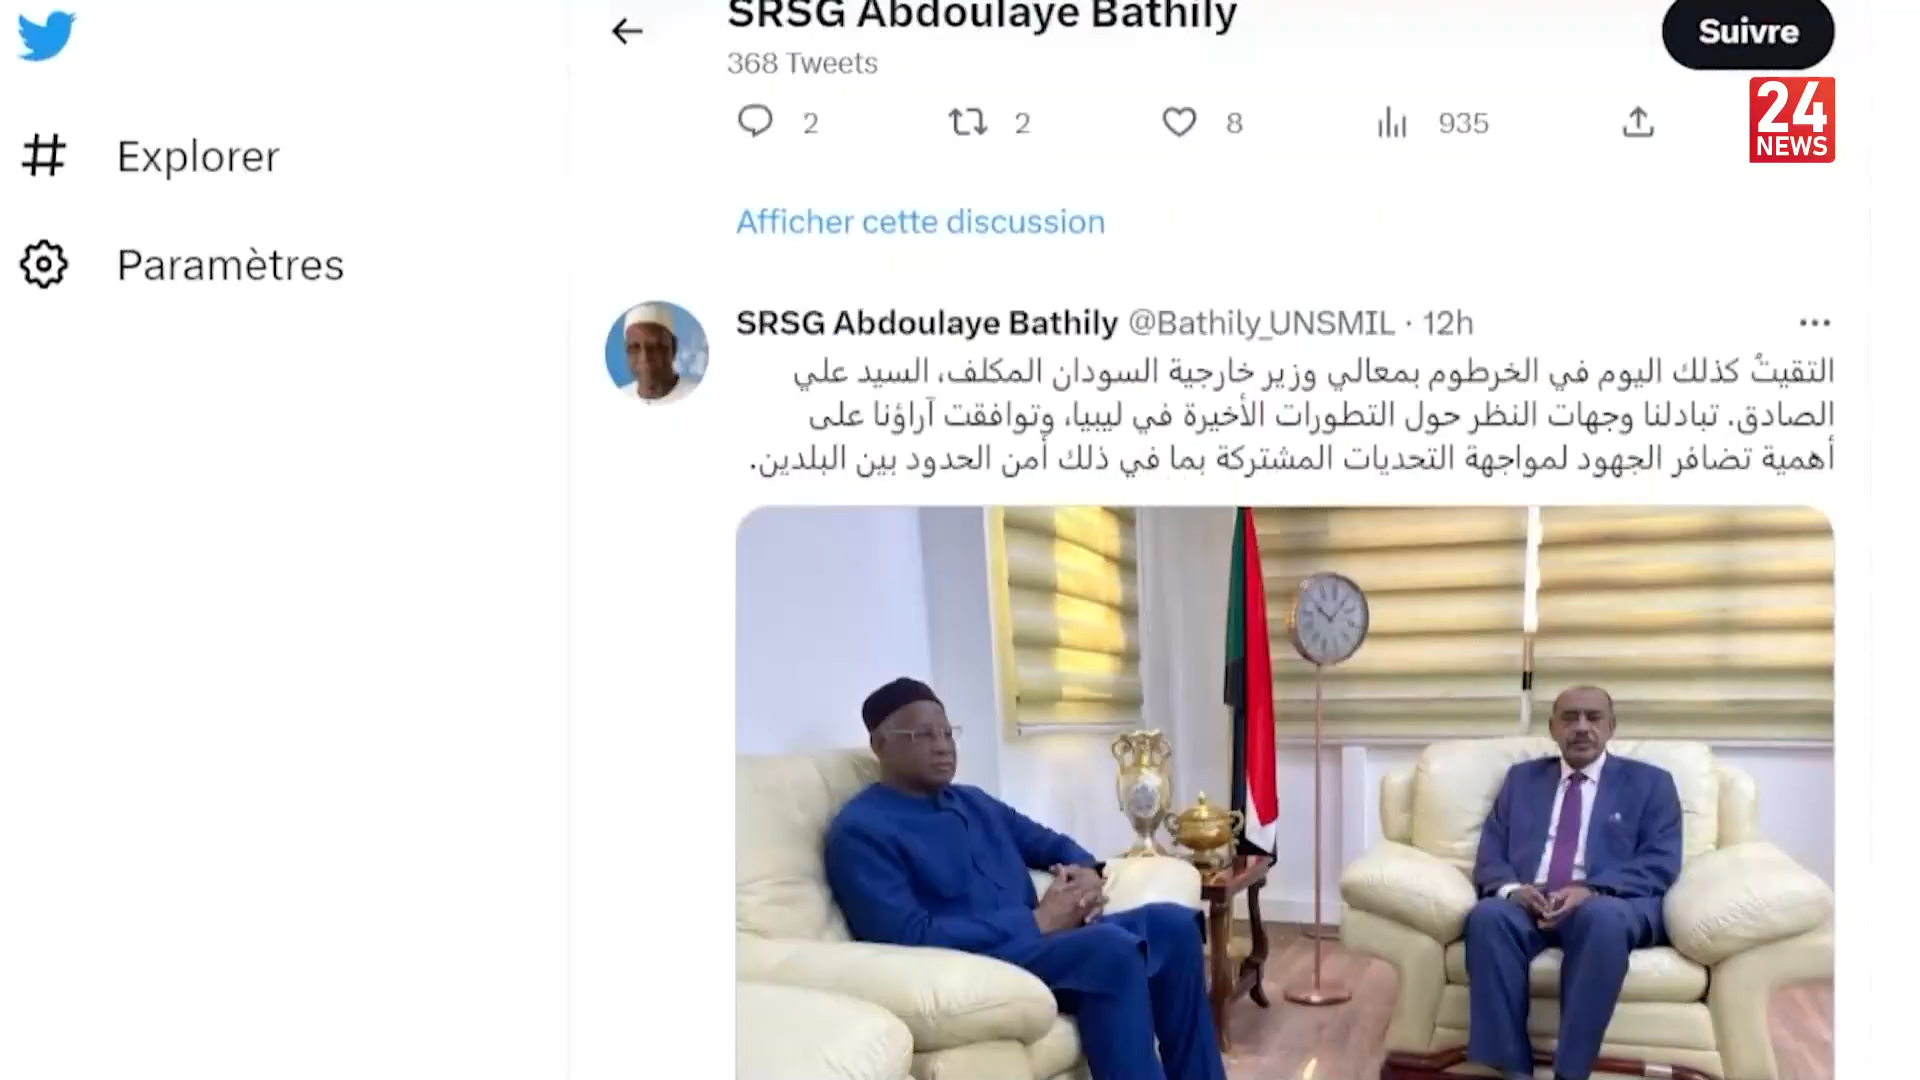 SRSG Abdoulaye Bathily
368 Tweets
Suivre
24
NEWS
2 2 8 935
Explorer
Paramètres
Afficher cette discussion
SRSG Abdoulaye Bathily @Bathily_UNSMIL · 12h
التقيتُ كذلك اليوم في الخرطوم بمعالي وزير خارجية السودان المكلف، السيد علي
الصادق. تبادلنا وجهات النظر حول التطورات الأخيرة في ليبيا، وتوافقت آراؤنا على
أهمية تضافر الجهود لمواجهة التحديات المشتركة بما في ذلك أمن الحدود بين البلدين.